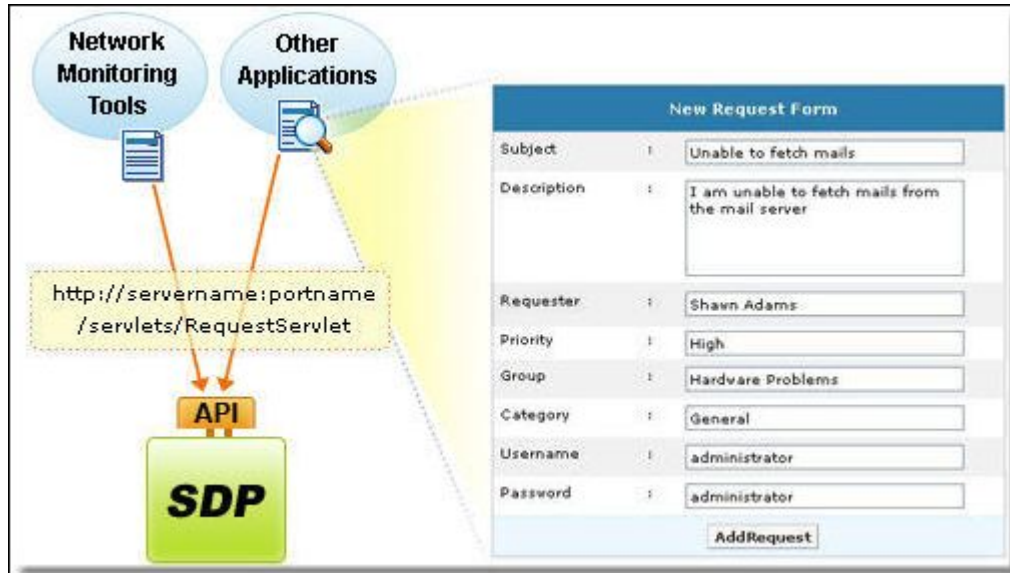 Network
Monitoring
Tools
Other
Applications
http://servername:portname
/servlets/RequestServlet
API
SDP
New Request Form
Subject : Unable to fetch mails
Description : I am unable to fetch mails from
the mail server
Requester : Shawn Adams
Priority : High
Group : Hardware Problems
Category : General
Username : administrator
Password : administrator
AddRequest